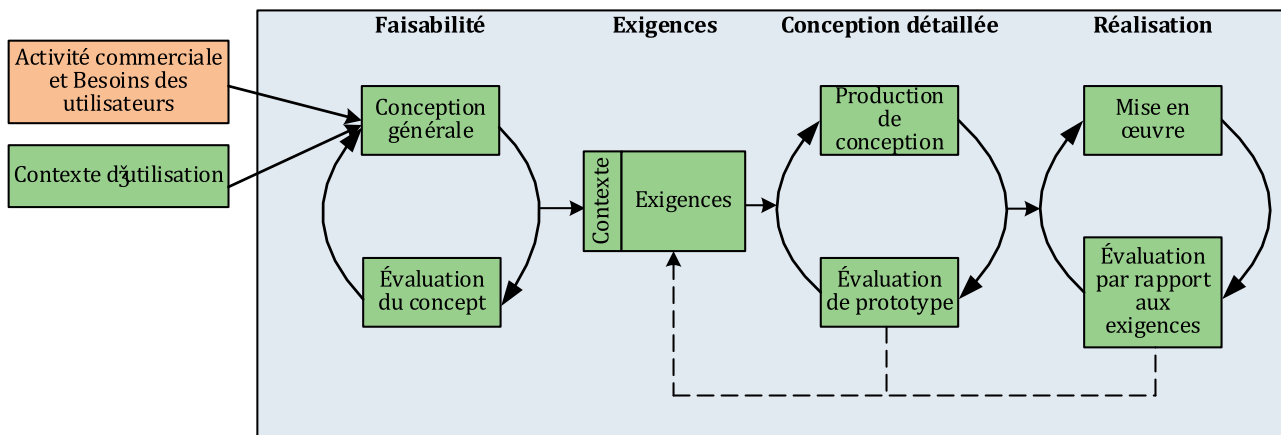 Faisabilité
Exigences
Conception détaillée
Réalisation
Activité commerciale
et Besoins des
utilisateurs
Contexte d'utilisation
Conception
générale
Évaluation
du concept
Contexte
Exigences
Production
de
conception
Évaluation
de prototype
Mise en
œuvre
Évaluation
par rapport
aux
exigences